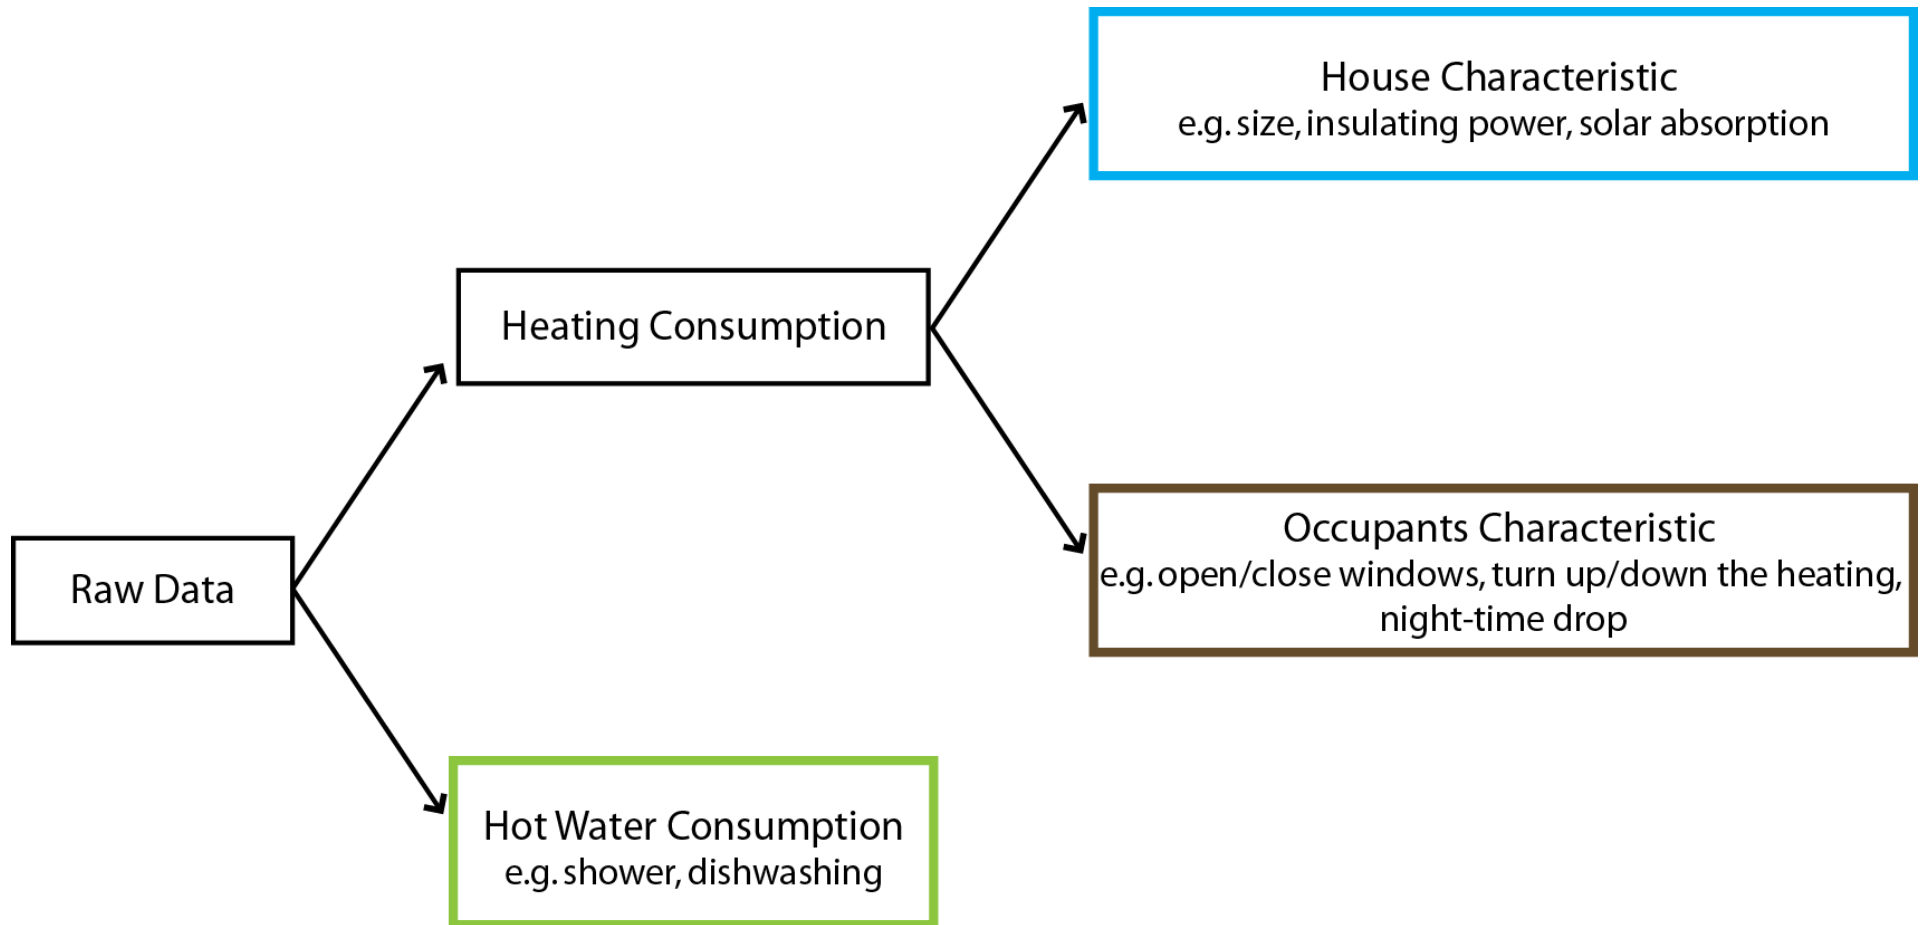 House Characteristic
e.g. size, insulating power, solar absorption
Heating Consumption
Occupants Characteristic
e.g. open/close windows, turn up/down the heating,
night-time drop
Raw Data
Hot Water Consumption
e.g. shower, dishwashing